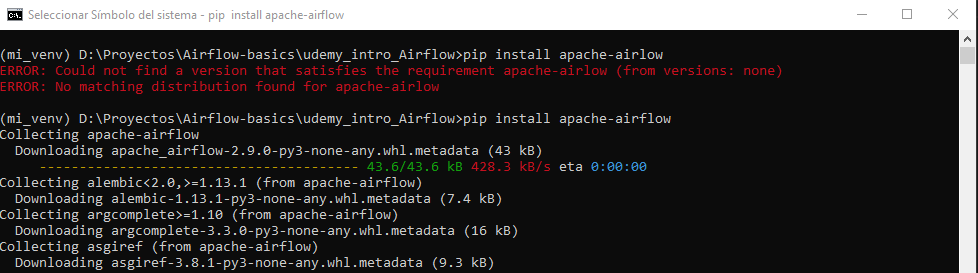 Seleccionar Símbolo del sistema - pip  install apache-airflow
(mi_venv) D:\Proyectos\Airflow-basics\udemy_intro_Airflow>pip install apache-airlow
ERROR: Could not find a version that satisfies the requirement apache-airlow (from versions: none)
ERROR: No matching distribution found for apache-airlow
(mi_venv) D:\Proyectos\Airflow-basics\udemy_intro_Airflow>pip install apache-airflow
Collecting apache-airflow
  Downloading apache_airflow-2.9.0-py3-none-any.whl.metadata (43 kB)
     ---------------------------------------- 43.6/43.6 kB 428.3 kB/s eta 0:00:00
Collecting alembic<2.0,>=1.13.1 (from apache-airflow)
  Downloading alembic-1.13.1-py3-none-any.whl.metadata (7.4 kB)
Collecting argcomplete>=1.10 (from apache-airflow)
  Downloading argcomplete-3.3.0-py3-none-any.whl.metadata (16 kB)
Collecting asgiref (from apache-airflow)
  Downloading asgiref-3.8.1-py3-none-any.whl.metadata (9.3 kB)